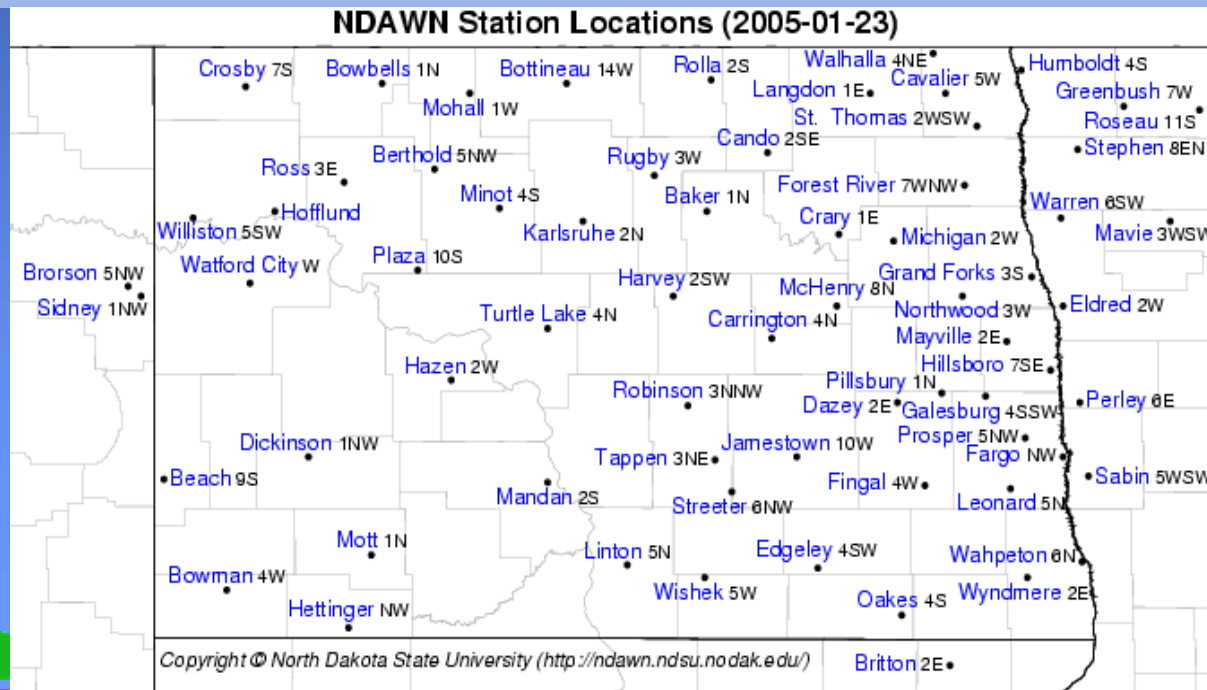 NDAWN Station Locations (2005-01-23)
Crosby 7S
Bowbells 1N
Bottineau 14W
Rolla 2S
Walhalla 4NE
Humboldt 4S
Cavalier 5W
Langdon 1E
Greenbush 7W
Mohall 1W
St. Thomas 2WSW
Roseau 11S
Cando 2SE
Stephen 8EN
Berthold 5NW
Rugby 3W
Ross 3E
Forest River 7WNW
Minot 4S
Baker 1N
Warren 6SW
Hofflund
Crary 1E
Williston 5SW
Karlsruhe 2N
Michigan 2W
Mavie 3WSW
Plaza 10S
Watford City W
Brorson 5NW
Harvey 2SW
Grand Forks 3S
McHenry 8N
Sidney 1NW
Northwood 3W
Eldred 2W
Turtle Lake 4N
Carrington 4N
Mayville 2E
Hazen 2W
Hillsboro 7SE
Pillsbury 1N
Robinson 3NNW
Dazey 2E
Galesburg 4SSW
Perley 6E
Prosper 5NW
Dickinson 1NW
Jamestown 10W
Tappen 3NE
Fargo NW
Beach 9S
Sabin 5WSW
Fingal 4W
Mandan 2S
Streeter 6NW
Leonard 5N
Mott 1N
Linton 5N
Edgeley 4SW
Wahpeton 6N
Bowman 4W
Wishek 5W
Wyndmere 2E
Oakes 4S
Hettinger NW
Copyright © North Dakota State University (http://ndawn.ndsu.nodak.edu/)
Britton 2E